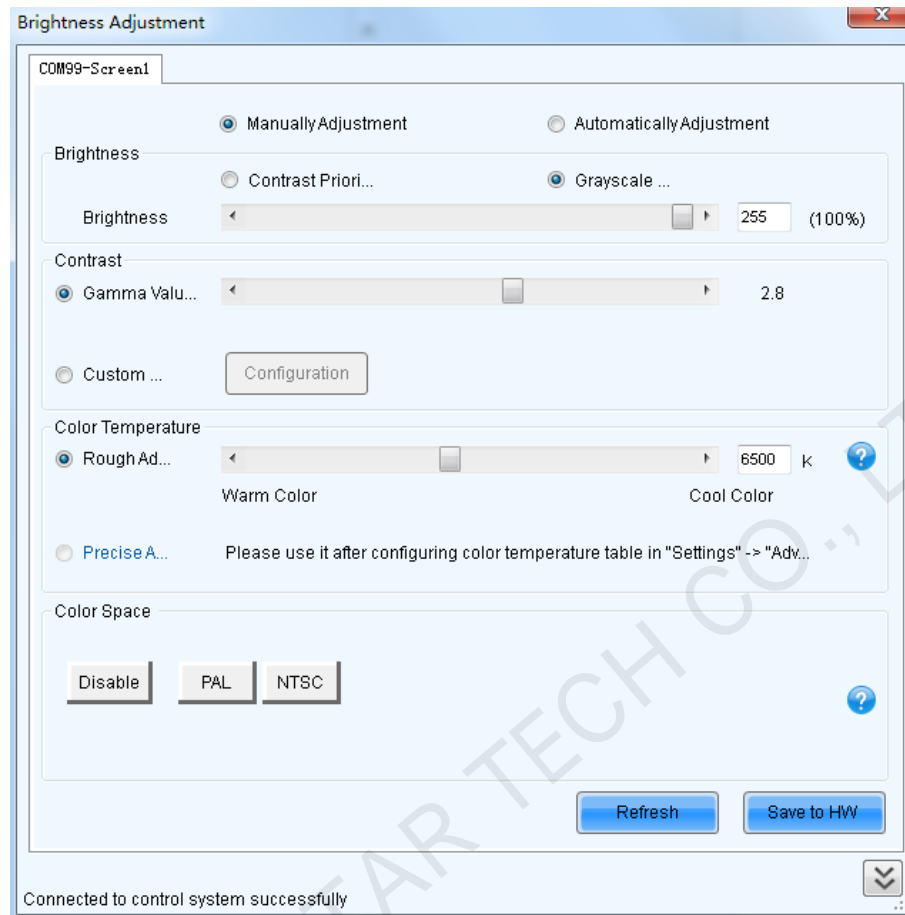 Brightness Adjustment
COM99-Screen1
Manually Adjustment Automatically Adjustment
Brightness
Contrast Priori... Grayscale ...
Brightness 255 (100%)
Contrast
Gamma Valu... 2.8
Custom ... Configuration
Color Temperature
Rough Ad... 6500 K
Warm Color Cool Color
Precise A... Please use it after configuring color temperature table in "Settings" -> "Adv...
Color Space
Disable PAL NTSC
Refresh Save to HW
Connected to control system successfully
TECH CO.,